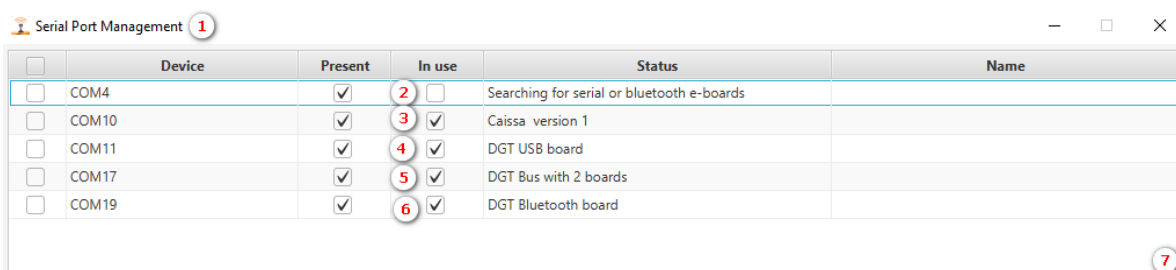 Serial Port Management 1
Device Present In use Status Name
COM4 2 Searching for serial or bluetooth e-boards
COM10 3 Caissa version 1
COM11 4 DGT USB board
COM17 5 DGT Bus with 2 boards
COM19 6 DGT Bluetooth board
7